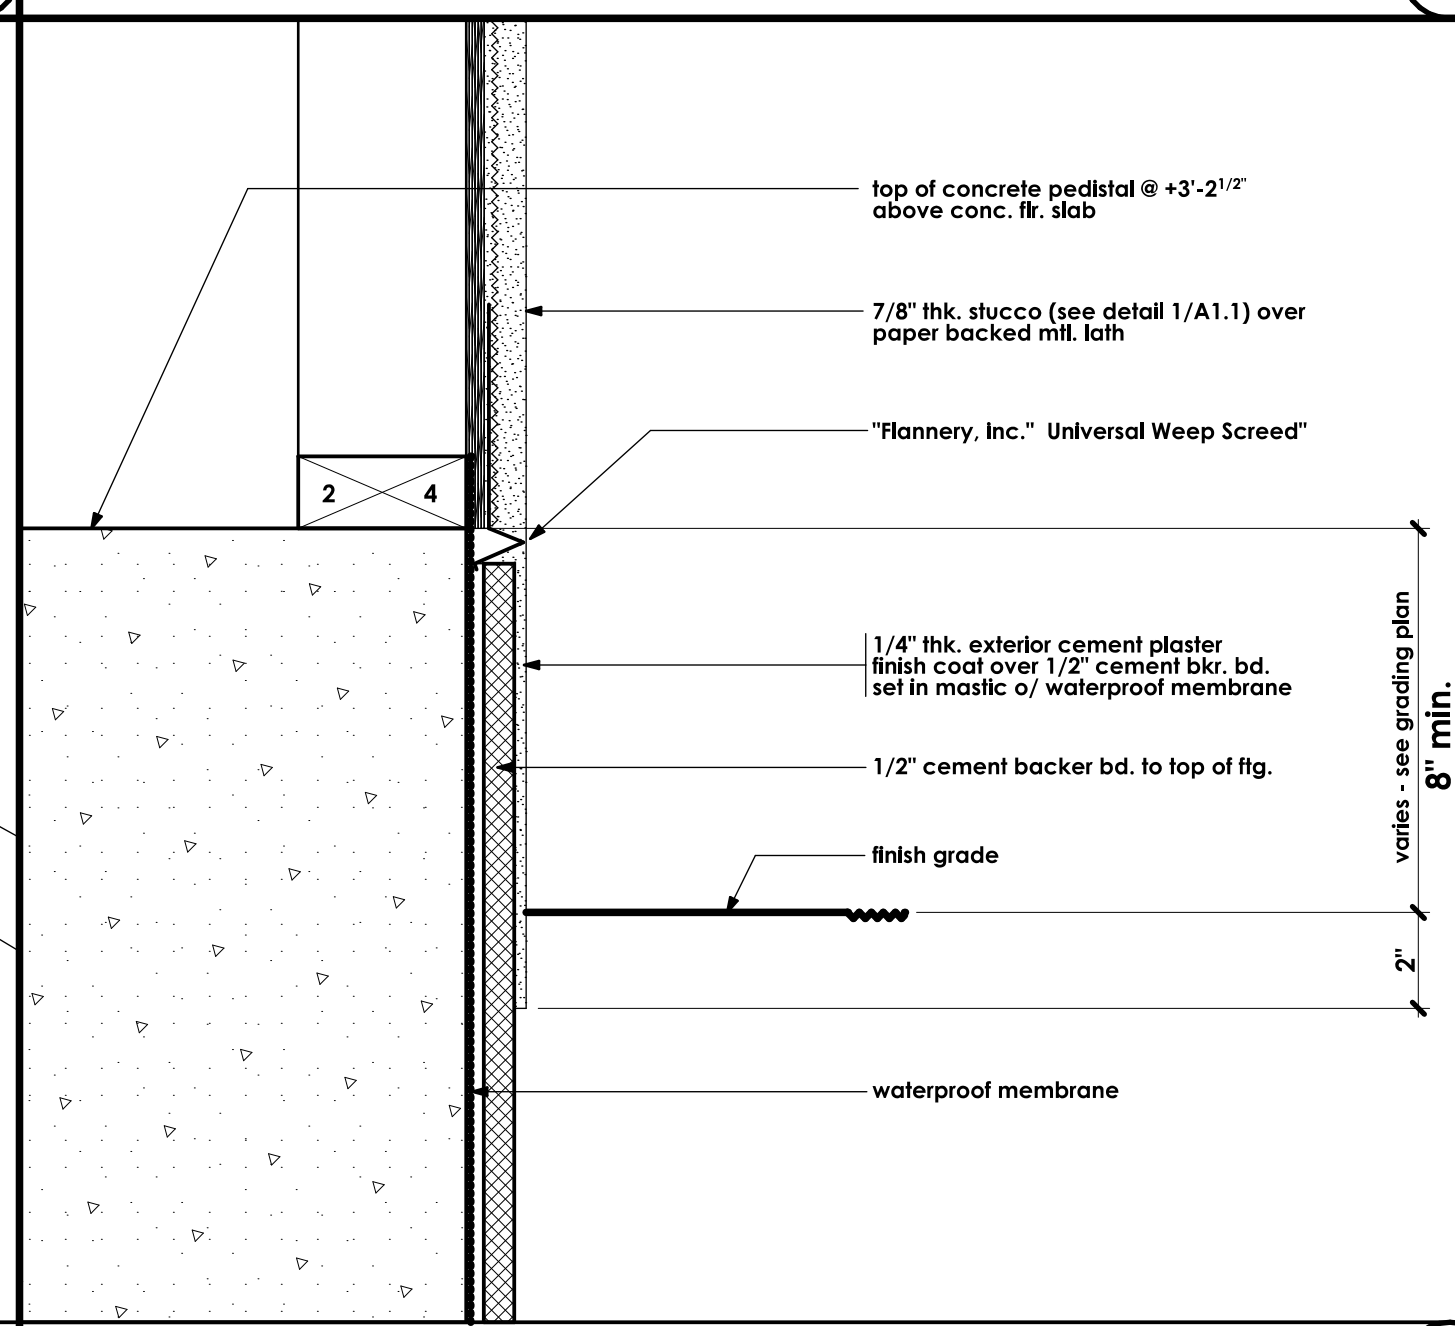 top of concrete pedistal @ +3'-2 1/2"
above conc. flr. slab
7/8" thk. stucco (see detail 1/A1.1) over
paper backed mtl. lath
"Flannery, inc."  Universal Weep Screed"
2 4
1/4" thk. exterior cement plaster
finish coat over 1/2" cement bkr. bd.
set in mastic o/ waterproof membrane
varies - see grading plan
8" min.
1/2" cement backer bd. to top of ftg.
finish grade
2"
waterproof membrane